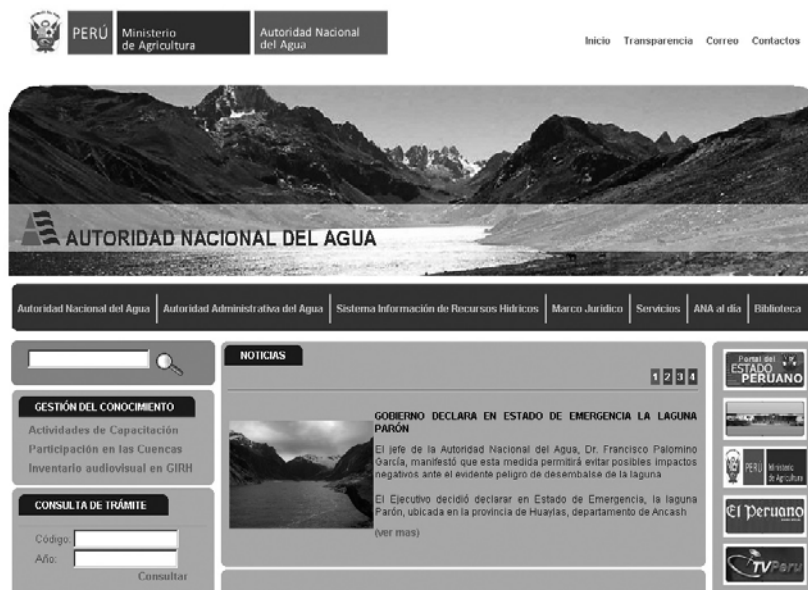 PERÚ
Ministerio
de Agricultura
Autoridad Nacional
del Agua
Inicio Transparencia Correo Contactos
AUTORIDAD NACIONAL DEL AGUA
Autoridad Nacional del Agua Autoridad Administrativa del Agua Sistema Información de Recursos Hídricos Marco Juridico Servicios ANA al día Biblioteca
GESTIÓN DEL CONOCIMIENTO
Actividades de Capacitación
Participación en las Cuencas
Inventario audiovisual en GIRH
CONSULTA DE TRÁMITE
Código:
Año:
Consultar
NOTICIAS
1 2 3 4
GOBIERNO DECLARA EN ESTADO DE EMERGENCIA LA LAGUNA
PARÓN
El jefe de la Autoridad Nacional del Agua, Dr. Francisco Palomino
García, manifestó que esta medida permitirá evitar posibles impactos
negativos ante el evidente peligro de desembalse de la laguna
El Ejecutivo decidió declarar en Estado de Emergencia, la laguna
Parón, ubicada en la provincia de Huaylas, departamento de Ancash
(ver mas)
Portal del
ESTADO
PERUANO
PERÚ
Ministerio
de Agricultura
El Peruano
TVPeru